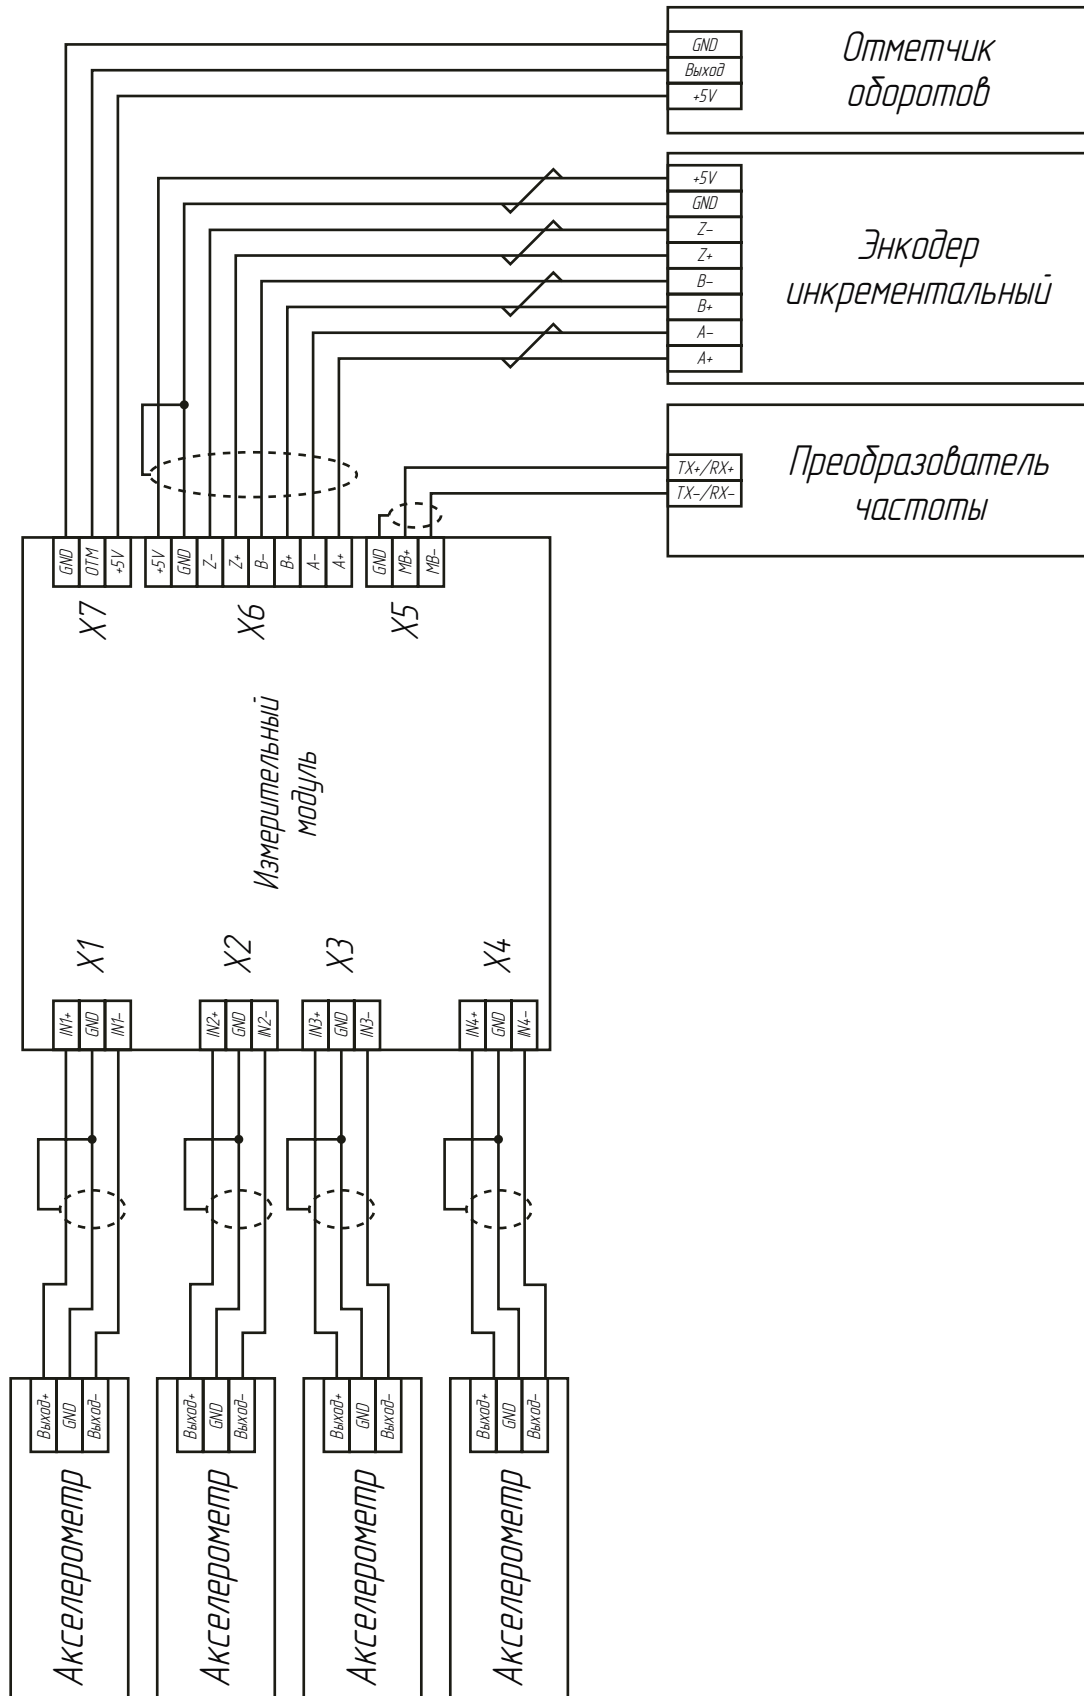 GND
Выход
+5V
Отметчик
оборотов
+5V
GND
Z-
Z+
B-
B+
A-
A+
Энкодер
инкрементальный
TX+/RX+
TX-/RX-
Преобразователь
частоты
GND
ОТМ
+5V
+5V
GND
Z-
Z+
B-
B+
A-
A+
GND
MB+
MB-
X7
X6
X5
Измерительный
модуль
X1
X2
X3
X4
IN1+
GND
IN1-
IN2+
GND
IN2-
IN3+
GND
IN3-
IN4+
GND
IN4-
Выход+
GND
Выход-
Выход+
GND
Выход-
Выход+
GND
Выход-
Выход+
GND
Выход-
Акселерометр
Акселерометр
Акселерометр
Акселерометр